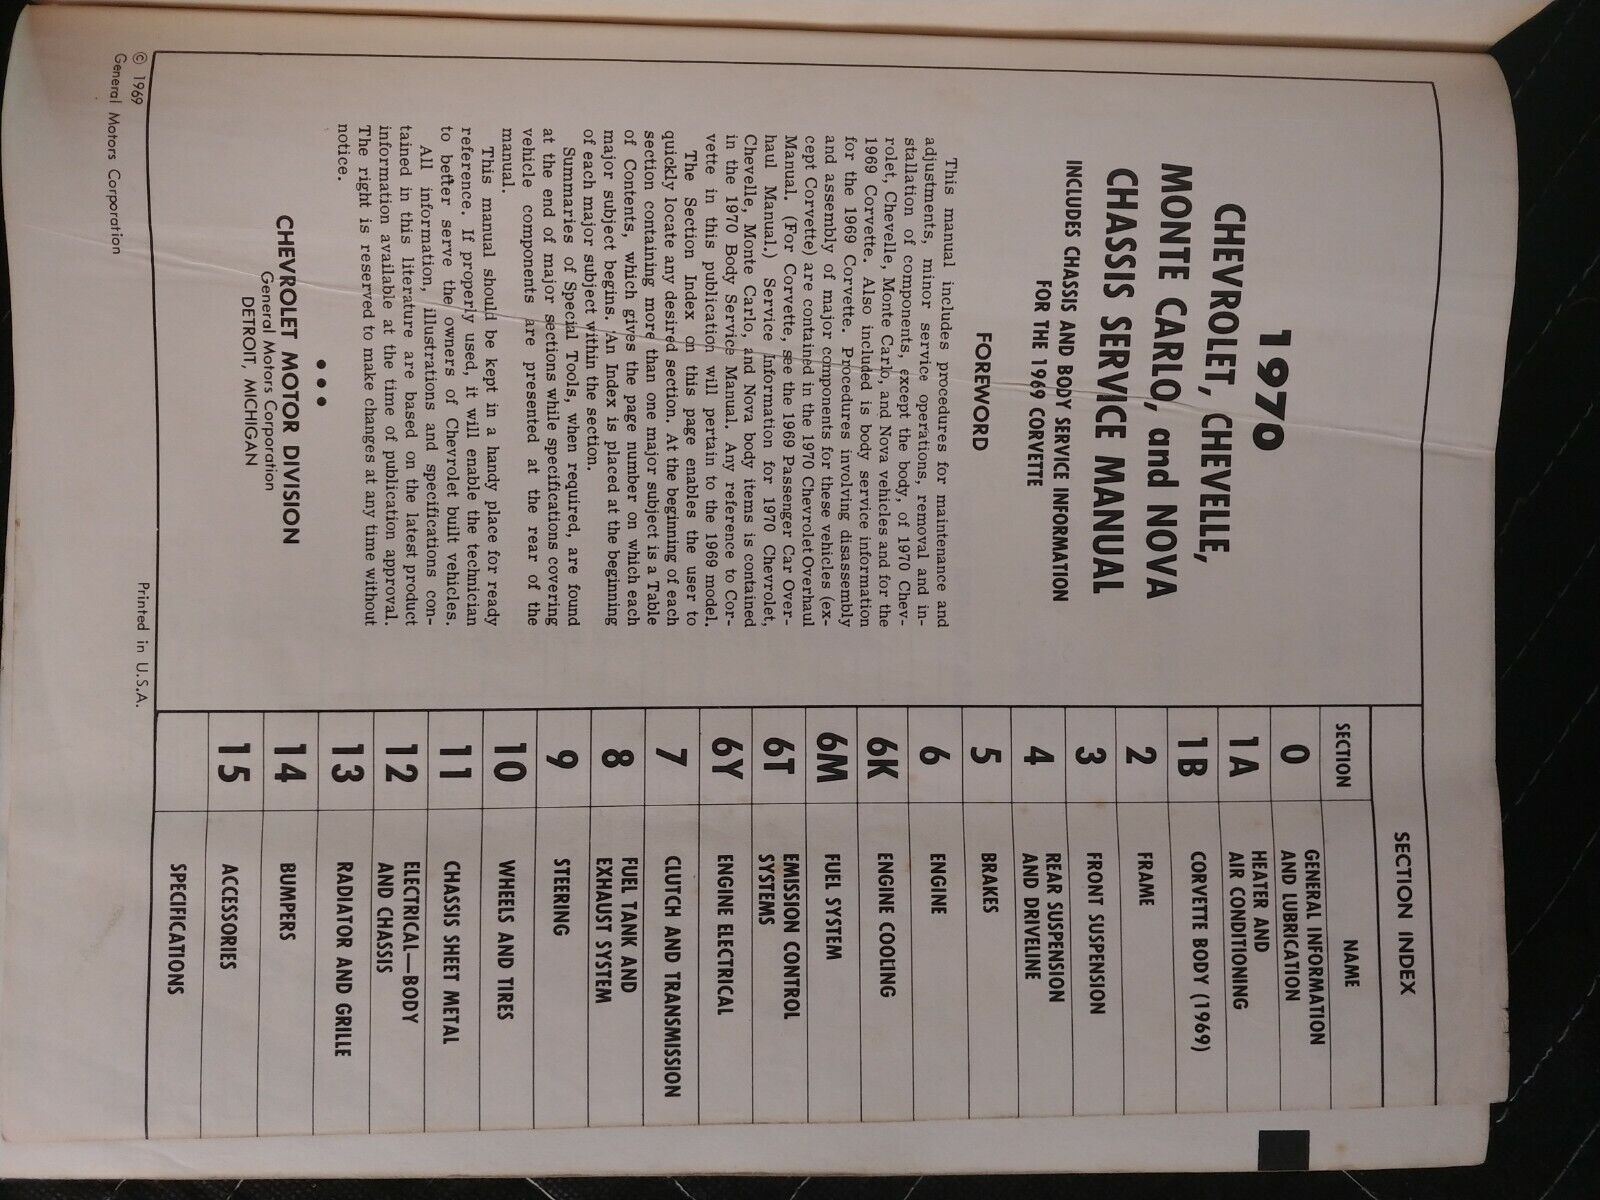 1970
CHEVROLET, CHEVELLE,
MONTE CARLO, and NOVA
CHASSIS SERVICE MANUAL
INCLUDES CHASSIS AND BODY SERVICE INFORMATION
FOR THE 1969 CORVETTE
FOREWORD
This manual includes procedures for maintenance and
adjustments, minor service operations, removal and in-
stallation of components, except the body, of 1970 Chev-
rolet, Chevelle, Monte Carlo, and Nova vehicles and for the
1969 Corvette. Also included is body service information
for the 1969 Corvette. Procedures involving disassembly
and assembly of major components for these vehicles (ex-
cept Corvette) are contained in the 1970 Chevrolet Overhaul
Manual. (For Corvette, see the 1969 Passenger Car Over-
haul Manual.) Service Information for 1970 Chevrolet,
Chevelle, Monte Carlo, and Nova body items is contained
in the 1970 Body Service Manual. Any reference to Cor-
vette in this publication will pertain to the 1969 model.
The Section Index on this page enables the user to
quickly locate any desired section. At the beginning of each
section containing more than one major subject is a Table
of Contents, which gives the page number on which each
major subject begins. An Index is placed at the beginning
of each major subject within the section.
Summaries of Special Tools, when required, are found
at the end of major sections while specifications covering
vehicle components are presented at the rear of the
manual.
This manual should be kept in a handy place for ready
reference. If properly used, it will enable the technician
to better serve the owners of Chevrolet built vehicles.
All information, illustrations and specifications con-
tained in this literature are based on the latest product
information available at the time of publication approval.
The right is reserved to make changes at any time without
notice.
CHEVROLET MOTOR DIVISION
General Motors Corporation
DETROIT, MICHIGAN
© 1969
General Motors Corporation
Printed in U.S.A.
SECTION INDEX
SECTION NAME
0 GENERAL INFORMATION
AND LUBRICATION
1A HEATER AND
AIR CONDITIONING
1B CORVETTE BODY (1969)
2 FRAME
3 FRONT SUSPENSION
4 REAR SUSPENSION
AND DRIVELINE
5 BRAKES
6 ENGINE
6K ENGINE COOLING
6M FUEL SYSTEM
6T EMISSION CONTROL
SYSTEMS
6Y ENGINE ELECTRICAL
7 CLUTCH AND TRANSMISSION
8 FUEL TANK AND
EXHAUST SYSTEM
9 STEERING
10 WHEELS AND TIRES
11 CHASSIS SHEET METAL
12 ELECTRICAL—BODY
AND CHASSIS
13 RADIATOR AND GRILLE
14 BUMPERS
15 ACCESSORIES
SPECIFICATIONS